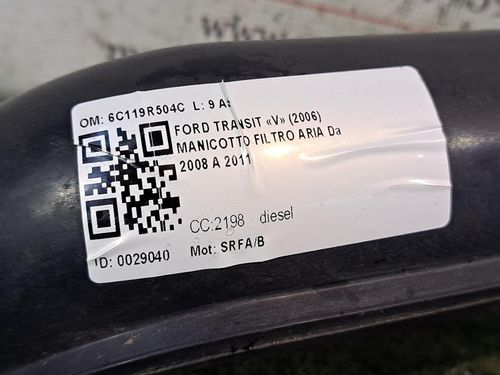 OM: 6C119R504C L: 9 A5
FORD TRANSIT «V» (2006)
MANICOTTO FILTRO ARIA Da
2008 A 2011
CC:2198 diesel
ID: 0029040
Mot: SRFA/B